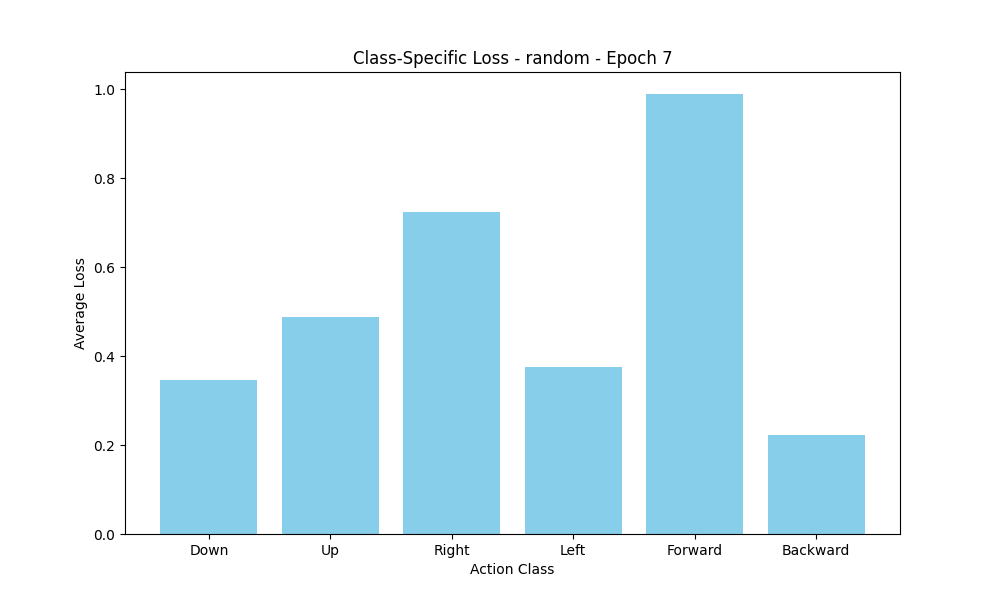 Class-Specific Loss - random - Epoch 7
1.0
0.8
0.6
0.4
0.2
0.0
Average Loss
Down Up Right Left Forward Backward
Action Class